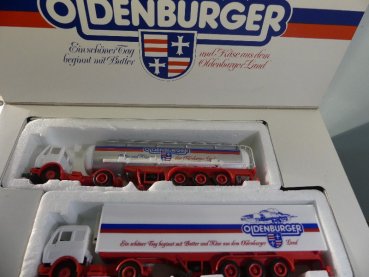 OLDENBURGER
Ein schöner Tag
beginnt mit Butter
und Käse aus dem
Oldenburger Land
OLDENBURGER
OLDENBURGER
Ein schöner Tag beginnt mit Butter und Käse aus dem Oldenburger Land